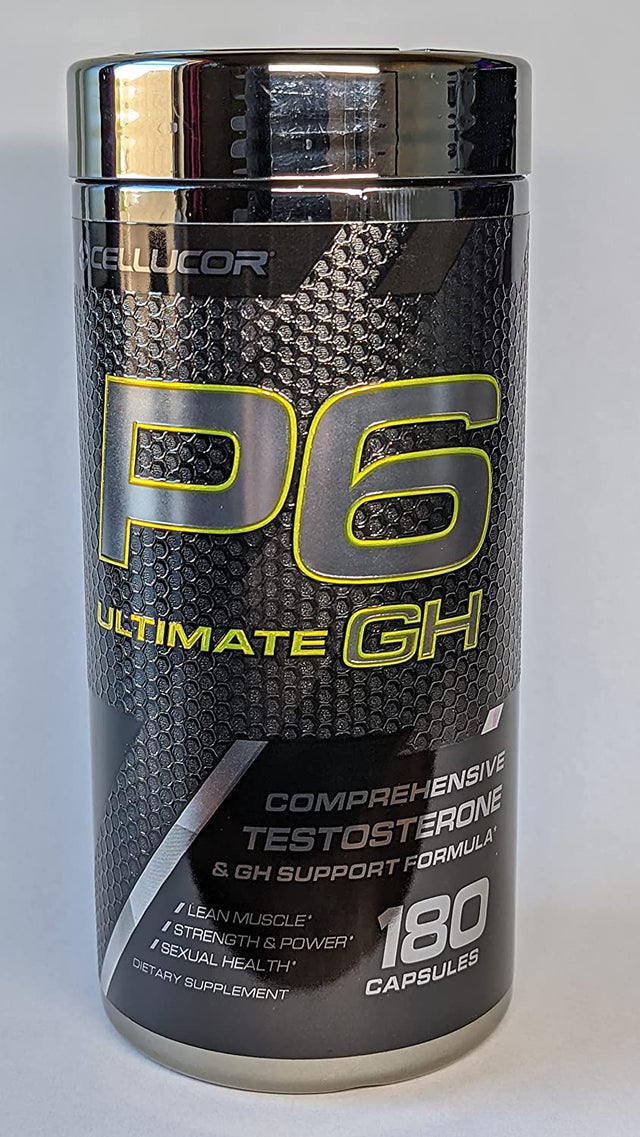 CELLUCOR®
P6
ULTIMATE GH
COMPREHENSIVE
TESTOSTERONE
& GH SUPPORT FORMULA*
LEAN MUSCLE*
STRENGTH & POWER*
SEXUAL HEALTH*
DIETARY SUPPLEMENT
180
CAPSULES